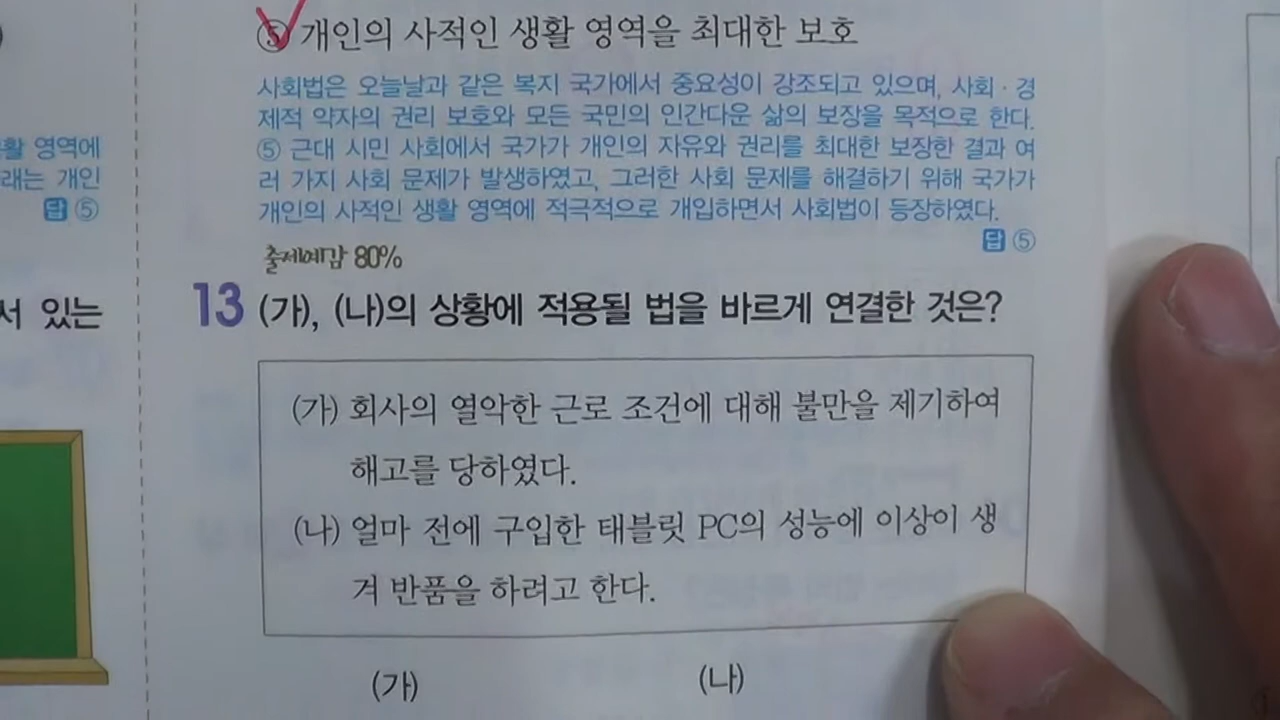 활 영역에
래는 개인
답 ⑤
서 있는
⑤ 개인의 사적인 생활 영역을 최대한 보호
사회법은 오늘날과 같은 복지 국가에서 중요성이 강조되고 있으며, 사회·경
제적 약자의 권리 보호와 모든 국민의 인간다운 삶의 보장을 목적으로 한다.
⑤ 근대 시민 사회에서 국가가 개인의 자유와 권리를 최대한 보장한 결과 여
러 가지 사회 문제가 발생하였고, 그러한 사회 문제를 해결하기 위해 국가가
개인의 사적인 생활 영역에 적극적으로 개입하면서 사회법이 등장하였다.
답 ⑤
출제예감 80%
13 (가), (나)의 상황에 적용될 법을 바르게 연결한 것은?
(가) 회사의 열악한 근로 조건에 대해 불만을 제기하여
해고를 당하였다.
(나) 얼마 전에 구입한 태블릿 PC의 성능에 이상이 생
겨 반품을 하려고 한다.
(가) (나)